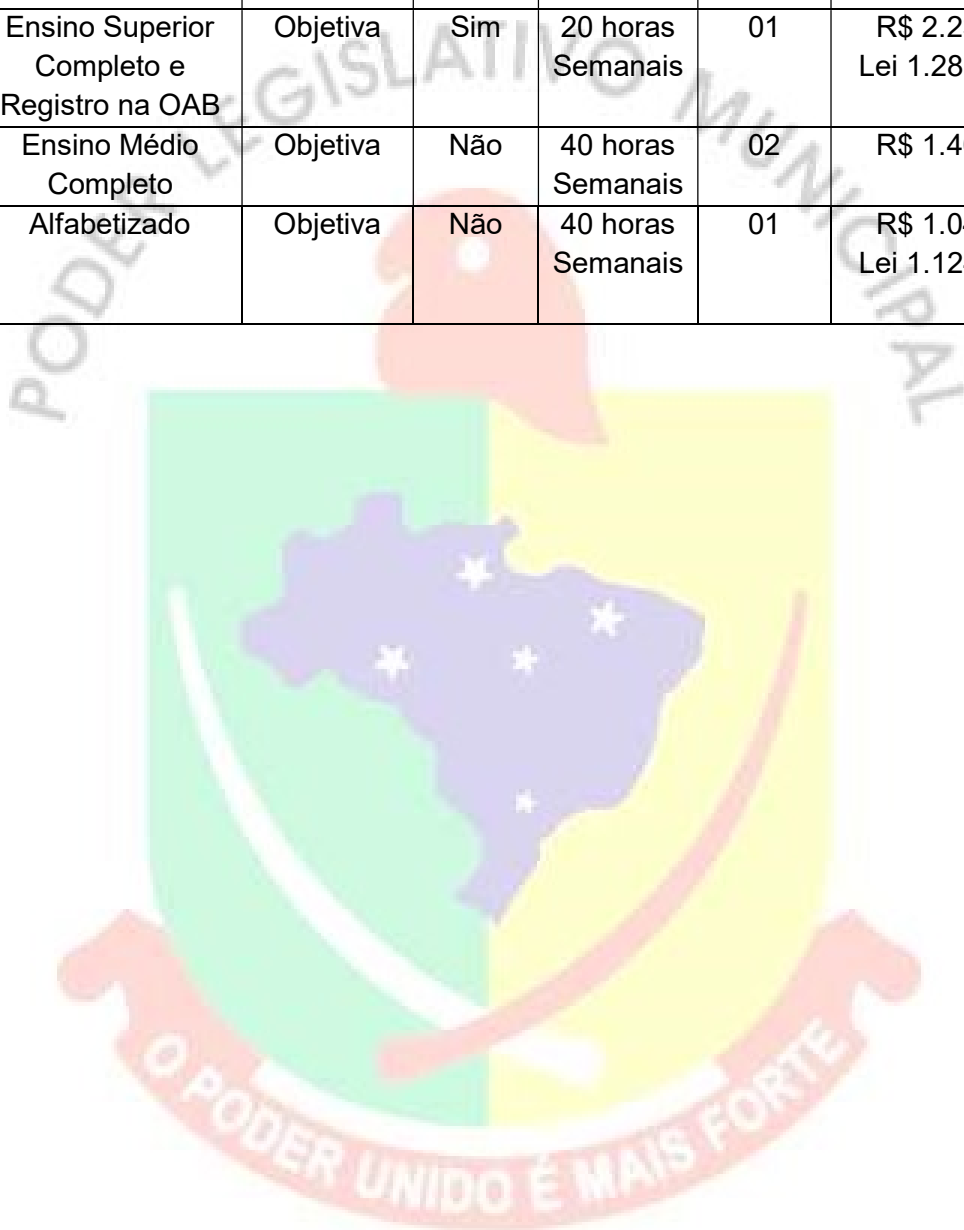 Ensino Superior Completo e Registro na OAB | Objetiva | Sim | 20 horas Semanais | 01 | R$ 2.2 Lei 1.28
Ensino Médio Completo | Objetiva | Não | 40 horas Semanais | 02 | R$ 1.4
Alfabetizado | Objetiva | Não | 40 horas Semanais | 01 | R$ 1.0 Lei 1.12
PODER LEGISLATIVO MUNICIPAL
O PODER UNIDO É MAIS FORTE